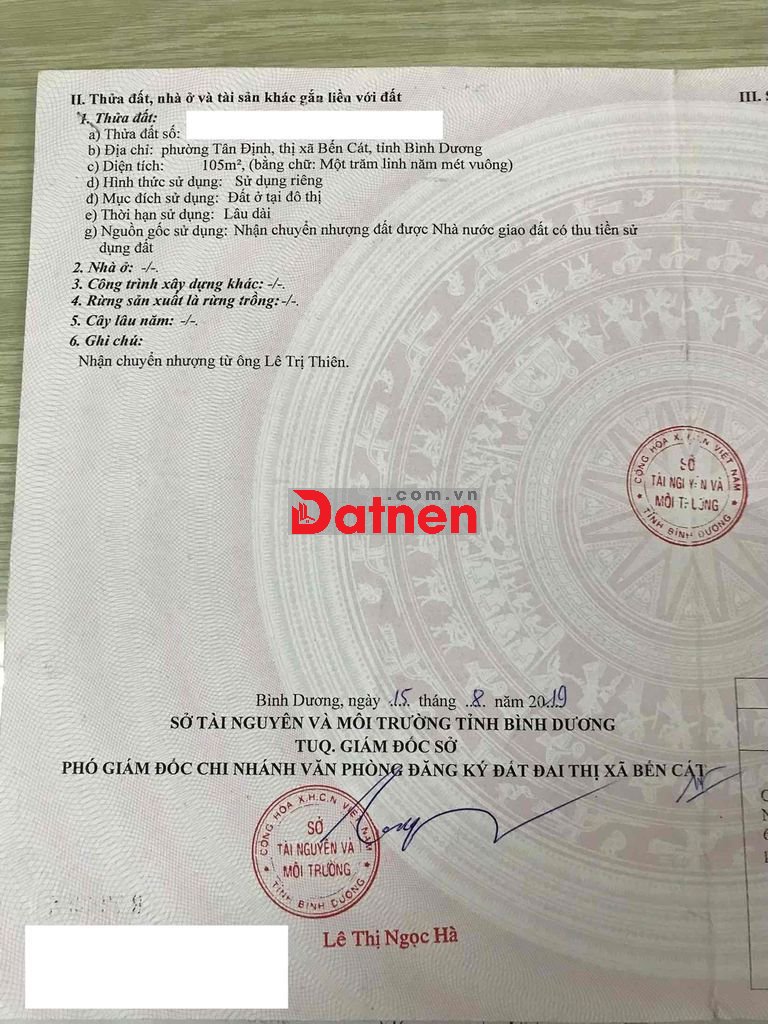 II. Thửa đất, nhà ở và tài sản khác gắn liền với đất
III.
1. Thửa đất:
a) Thửa đất số:
b) Địa chỉ: phường Tân Định, thị xã Bến Cát, tỉnh Bình Dương
c) Diện tích: 105m², (bằng chữ: Một trăm linh năm mét vuông)
d) Hình thức sử dụng: Sử dụng riêng
đ) Mục đích sử dụng: Đất ở tại đô thị
e) Thời hạn sử dụng: Lâu dài
g) Nguồn gốc sử dụng: Nhận chuyển nhượng đất được Nhà nước giao đất có thu tiền sử
dụng đất
2. Nhà ở: -/-.
3. Công trình xây dựng khác: -/-.
4. Rừng sản xuất là rừng trồng: -/-.
5. Cây lâu năm: -/-.
6. Ghi chú:
Nhận chuyển nhượng từ ông Lê Trị Thiên.
CỘNG HÒA X.H.C.N VIỆT NAM
SỞ
TÀI NGUYÊN VÀ
MÔI TRƯỜNG
TỈNH BÌNH DƯƠNG
.com.vn
Datnen
Bình Dương, ngày 15 tháng 8 năm 2019
SỞ TÀI NGUYÊN VÀ MÔI TRƯỜNG TỈNH BÌNH DƯƠNG
TUQ. GIÁM ĐỐC SỞ
PHÓ GIÁM ĐỐC CHI NHÁNH VĂN PHÒNG ĐĂNG KÝ ĐẤT ĐAI THỊ XÃ BẾN CÁT
CỘNG HÒA X.H.C.N VIỆT NAM
SỞ
TÀI NGUYÊN VÀ
MÔI TRƯỜNG
TỈNH BÌNH DƯƠNG
Lê Thị Ngọc Hà